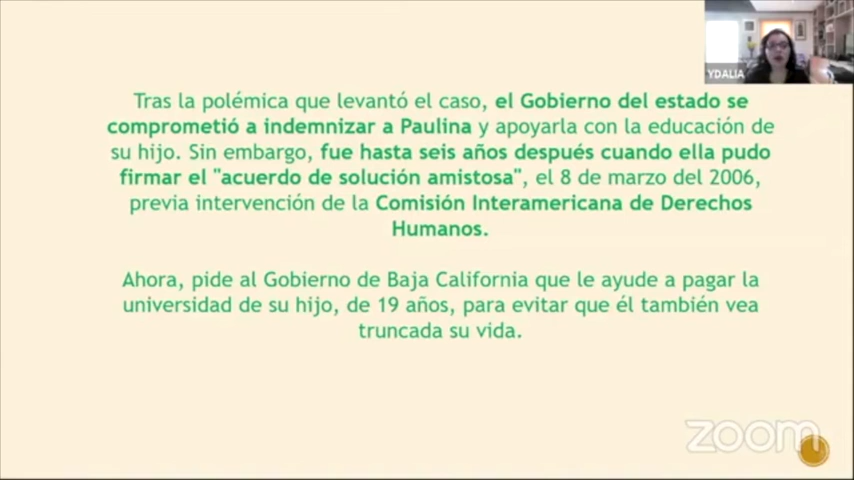 YDALIA
Tras la polémica que levantó el caso, el Gobierno del estado se
comprometió a indemnizar a Paulina y apoyarla con la educación de
su hijo. Sin embargo, fue hasta seis años después cuando ella pudo
firmar el "acuerdo de solución amistosa", el 8 de marzo del 2006,
previa intervención de la Comisión Interamericana de Derechos
Humanos.
Ahora, pide al Gobierno de Baja California que le ayude a pagar la
universidad de su hijo, de 19 años, para evitar que él también vea
truncada su vida.
zoom